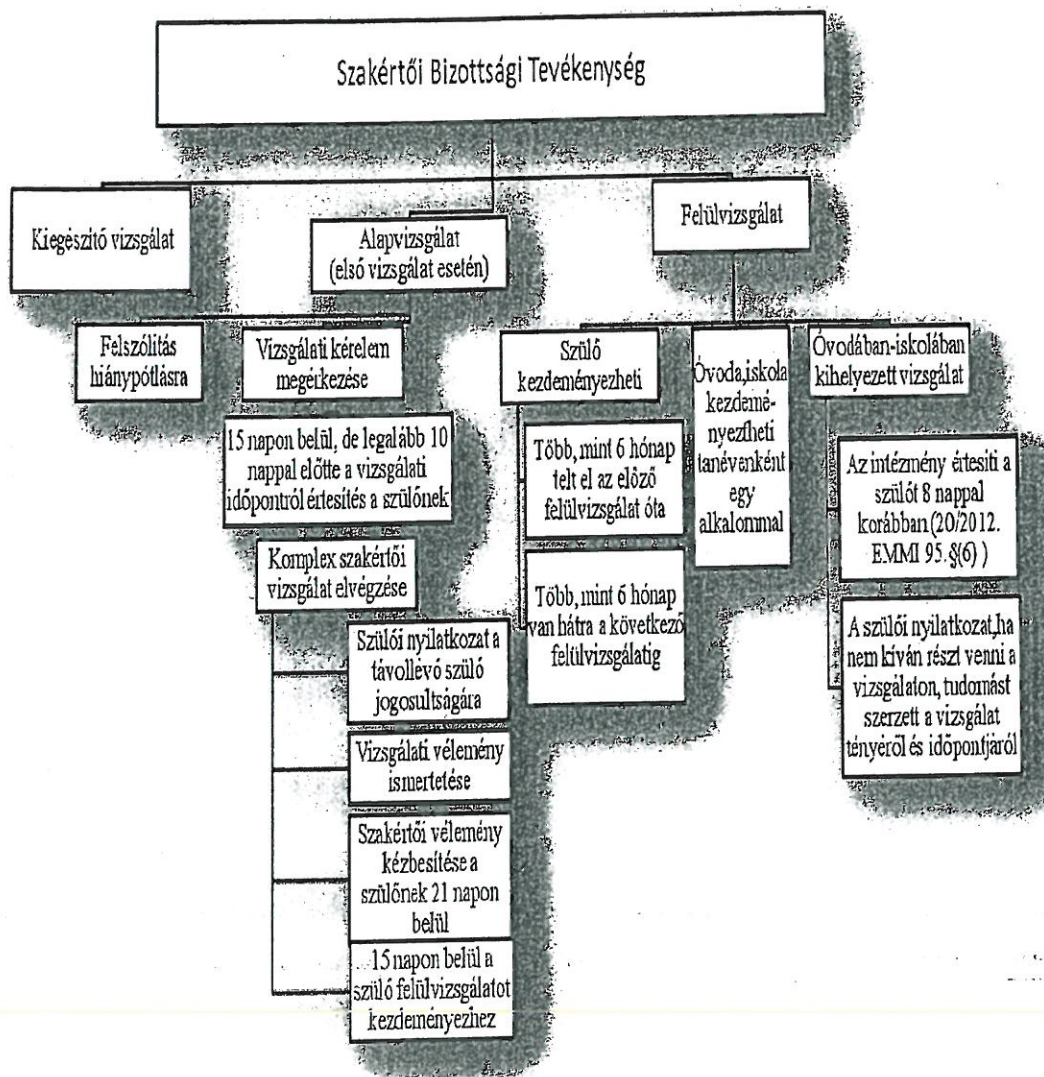 Szakértői Bizottsági Tevékenység
Kiegészítő vizsgálat
Alapvizsgálat
(első vizsgálat esetén)
Felülvizsgálat
Felszólítás
hiánypótlásra
Vizsgálati kérelem
megérkezése
15 napon belül, de legalább 10
nappal előtte a vizsgálati
időpontról értesítés a szülőnek
Komplex szakértői
vizsgálat elvégzése
Szülői nyilatkozat a
távollévő szülő
jogosultságára
Vizsgálati vélemény
ismertetése
Szakértői vélemény
kézbesítése a
szülőnek 21 napon
belül
15 napon belül a
szülő felülvizsgálatot
kezdeményezhez
Szülő
kezdeményezheti
Több, mint 6 hónap
telt el az előző
felülvizsgálat óta
Több, mint 6 hónap
van hátra a következő
felülvizsgálatig
Óvoda,iskola
kezdemé-
nyezfheti
tanévenként
egy
alkalommal
Óvodában-iskolában
kihelyezett vizsgálat
Az intézmény értesiti a
szülőt 8 nappal
korábban (20/2012.
EMMI 95. §(6) )
A szülői nyilatkozat,ha
nem kíván részt venni a
vizsgálaton, tudomást
szerzett a vizsgálat
tényéről és időpontjáról